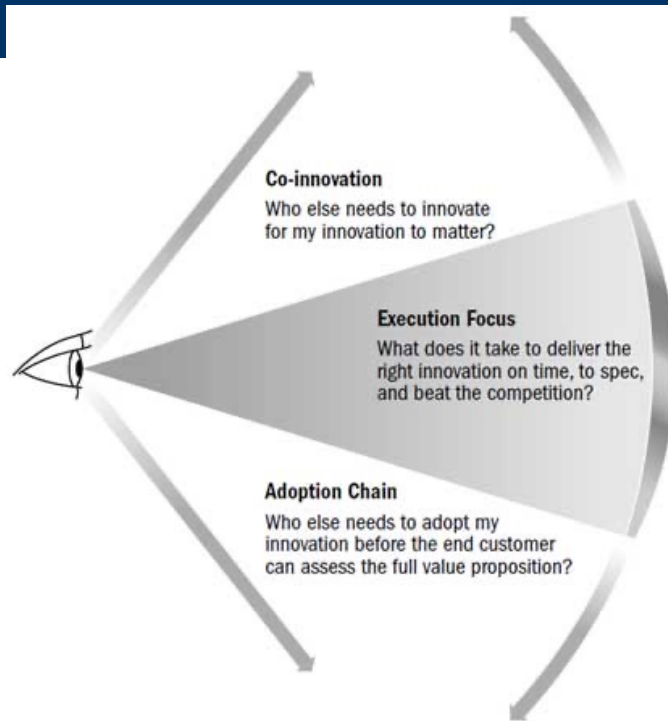 Co-innovation
Who else needs to innovate
for my innovation to matter?
Execution Focus
What does it take to deliver the
right innovation on time, to spec,
and beat the competition?
Adoption Chain
Who else needs to adopt my
innovation before the end customer
can assess the full value proposition?